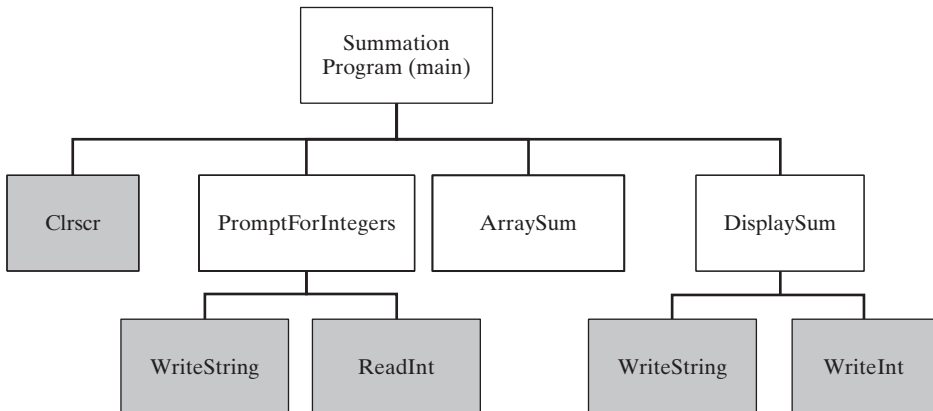 Summation
Program (main)
Clrscr
PromptForIntegers
ArraySum
DisplaySum
WriteString
ReadInt
WriteString
WriteInt